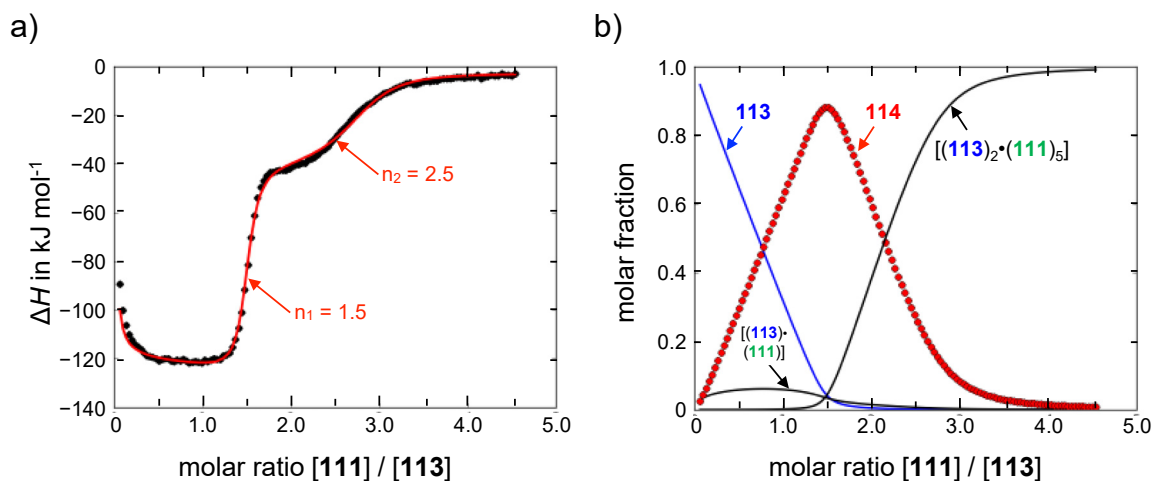 a)
0
−20
−40
−60
−80
−100
−120
−140
ΔH in kJ mol-1
n2 = 2.5
n1 = 1.5
0 1.0 2.0 3.0 4.0 5.0
molar ratio [111] / [113]
b)
1.0
0.8
0.6
0.4
0.2
0
molar fraction
113
114
[(113)2•(111)5]
[(113)•
(111)]
0 1.0 2.0 3.0 4.0 5.0
molar ratio [111] / [113]